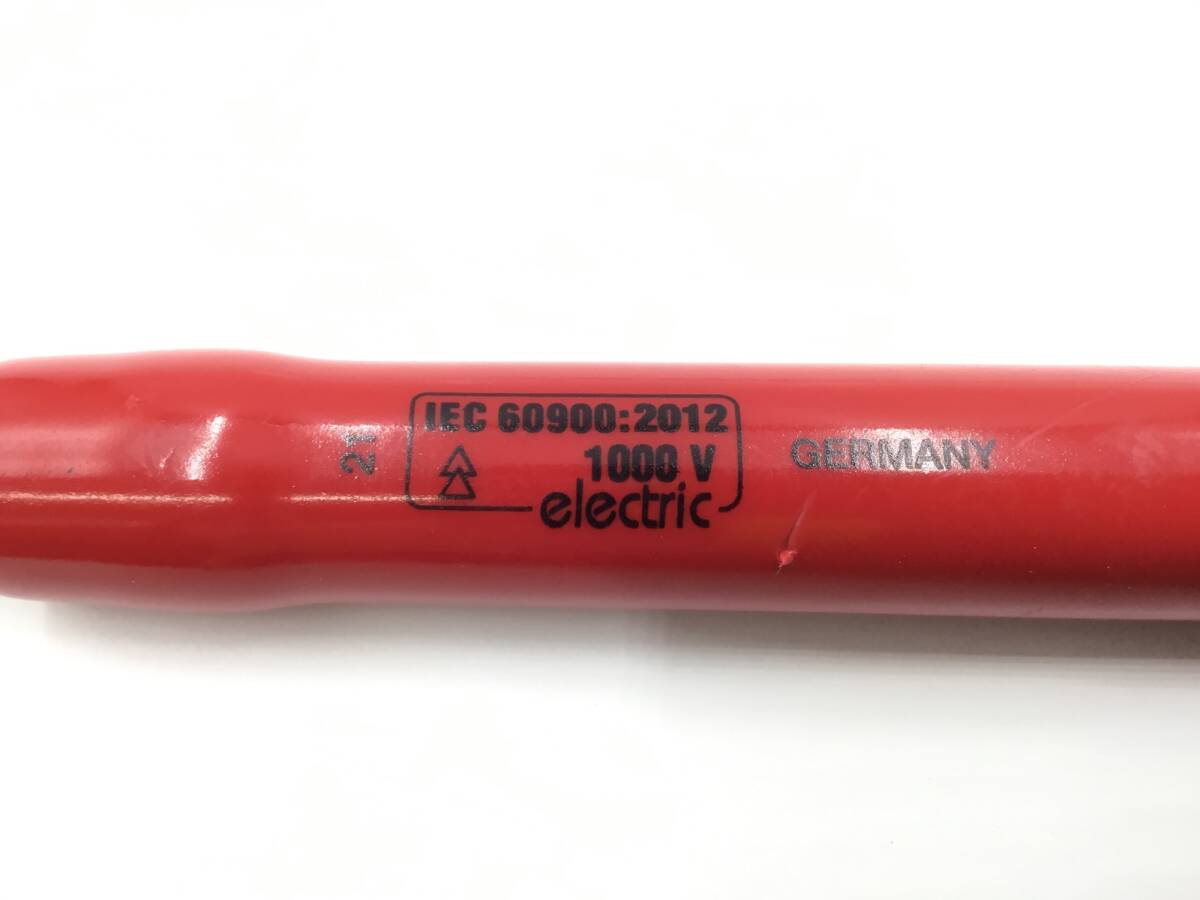 21
IEC 60900:2012
1000 V
electric
GERMANY